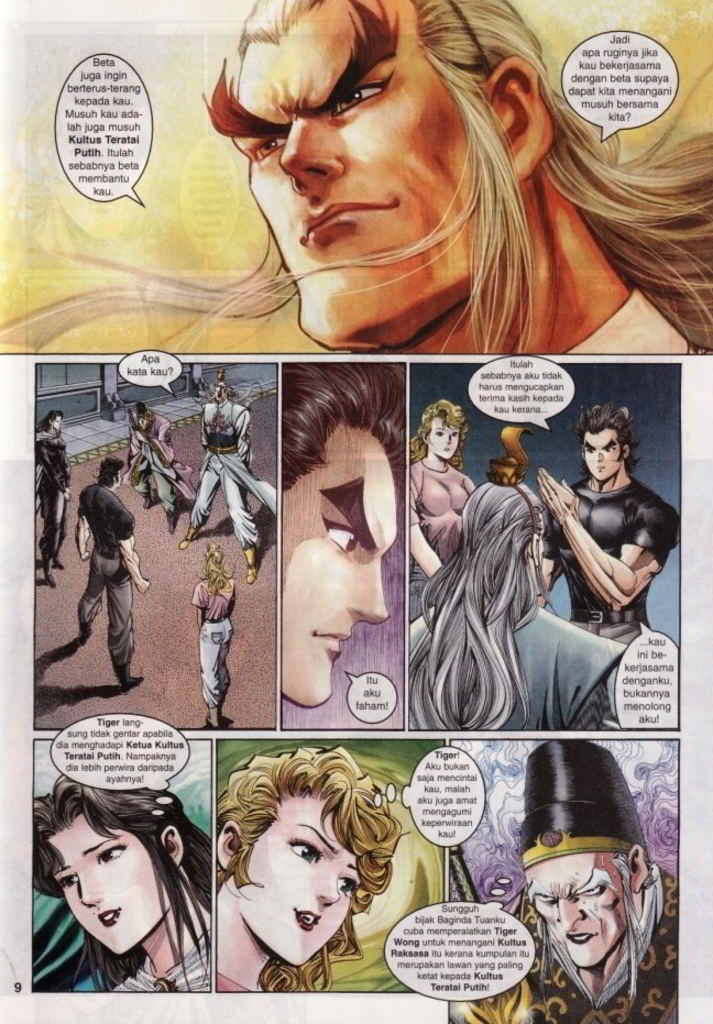 Beta
juga ingin
berterus-terang
kepada kau.
Musuh kau ada-
lah juga musuh
Kultus Teratai
Putih. Itulah
sebabnya beta
membantu
kau.
Jadi
apa ruginya jika
kau bekerjasama
dengan beta supaya
dapat kita menangani
musuh bersama
kita?
Apa
kata kau?
Itu
aku
faham!
Itulah
sebabnya aku tidak
harus mengucapkan
terima kasih kepada
kau kerana...
...kau
ini be-
kerjasama
denganku,
bukannya
menolong
aku!
Tiger lang-
sung tidak gentar apabila
dia menghadapi Ketua Kultus
Teratai Putih. Nampaknya
dia lebih perwira daripada
ayahnya!
Tiger!
Aku bukan
saja mencintai
kau, malah
aku juga amat
mengagumi
keperwiraan
kau!
Sungguh
bijak Baginda Tuanku
cuba memperalatkan Tiger
Wong untuk menangani Kultus
Raksasa itu kerana kumpulan itu
merupakan lawan yang paling
ketat kepada Kultus
Teratai Putih!
9